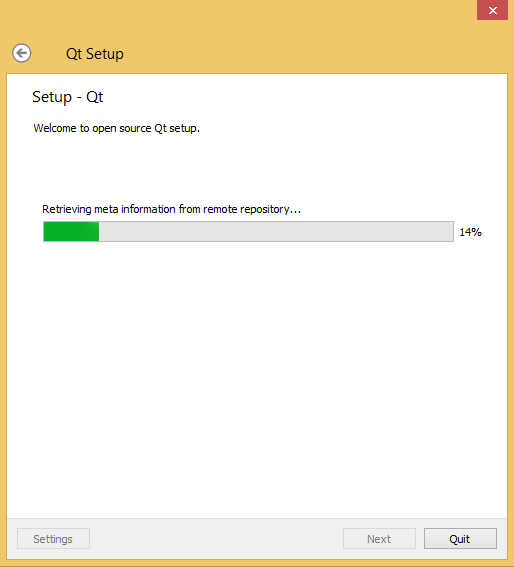 Qt Setup
Setup - Qt
Welcome to open source Qt setup.
Retrieving meta information from remote repository...
14%
Settings
Next
Quit